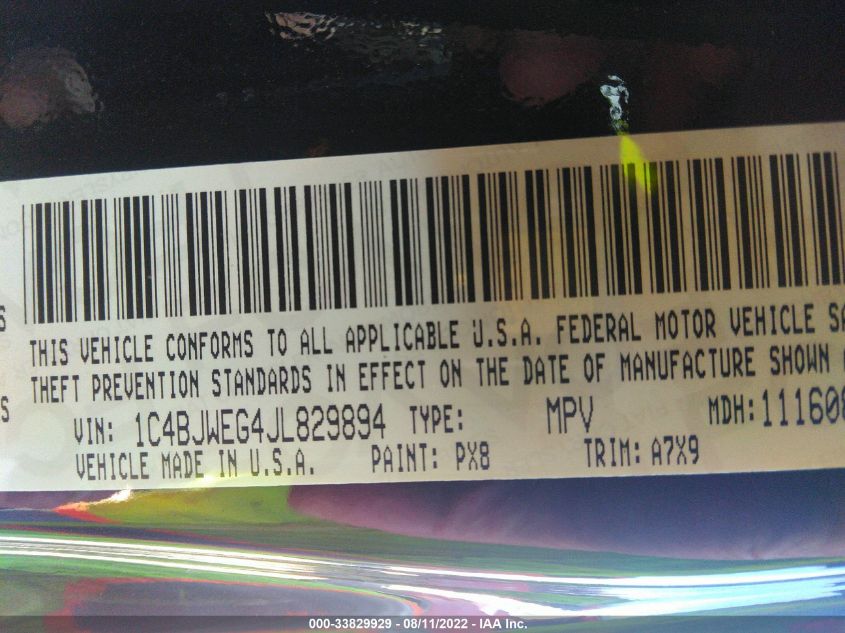 THIS VEHICLE CONFORMS TO ALL APPLICABLE U.S.A. FEDERAL MOTOR VEHICLE SA
THEFT PREVENTION STANDARDS IN EFFECT ON THE DATE OF MANUFACTURE SHOWN
VIN: 1C4BJWEG4JL829894 TYPE: MPV MDH:111608
VEHICLE MADE IN U.S.A. PAINT: PX8 TRIM: A7X9
000-33829929 - 08/11/2022 - IAA Inc.